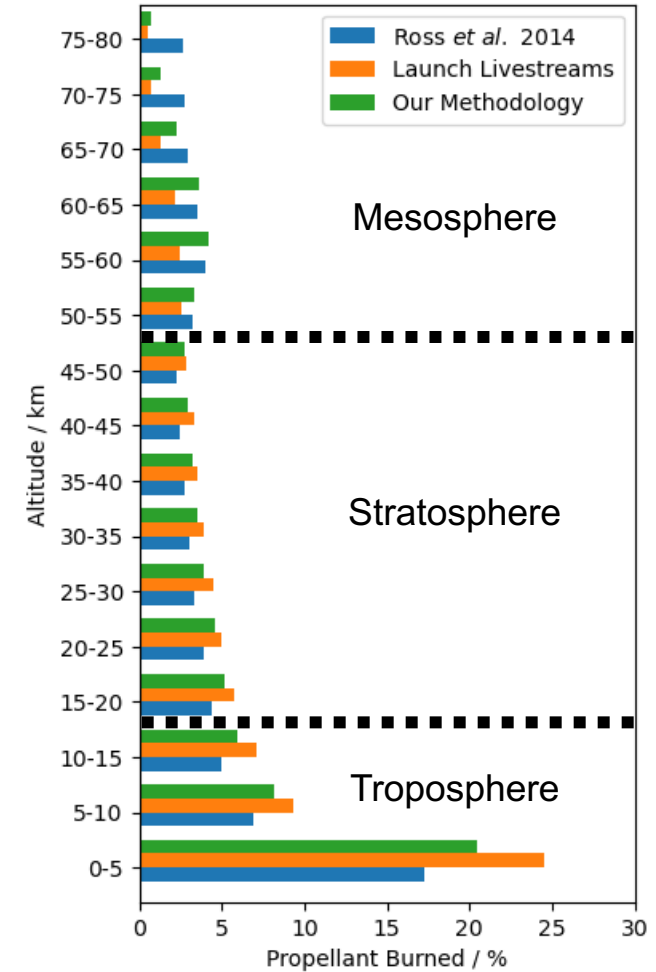 75-80
70-75
65-70
60-65
55-60
50-55
45-50
40-45
35-40
30-35
25-30
20-25
15-20
10-15
5-10
0-5
Altitude / km
Ross et al. 2014
Launch Livestreams
Our Methodology
Mesosphere
Stratosphere
Troposphere
0 5 10 15 20 25 30
Propellant Burned / %